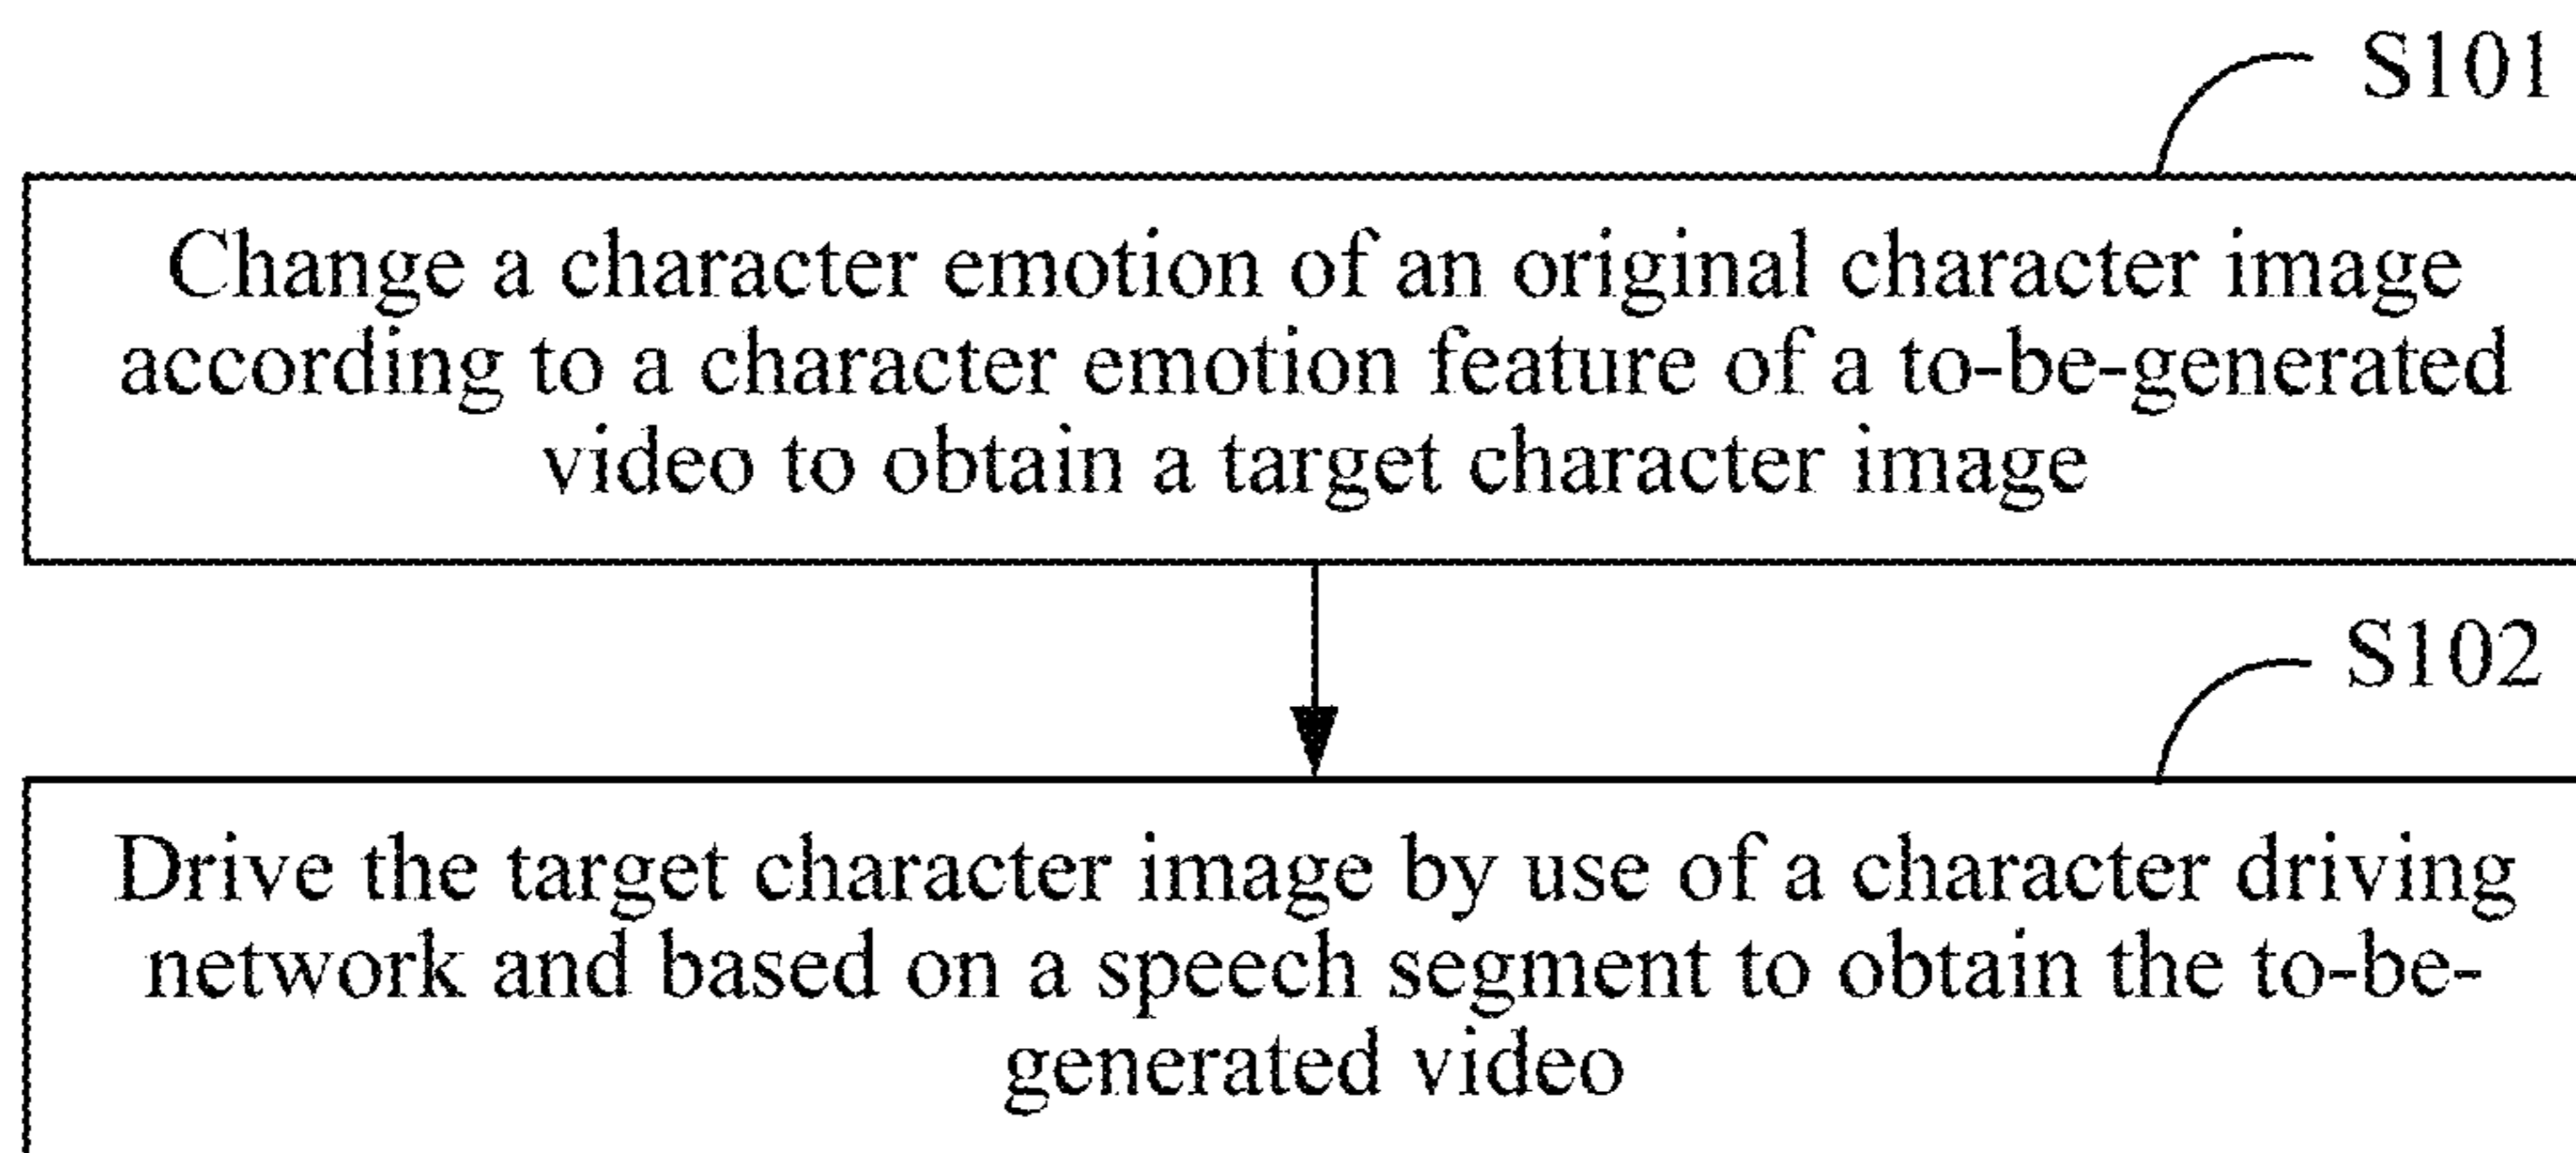 S101
Change a character emotion of an original character image
according to a character emotion feature of a to-be-generated
video to obtain a target character image
S102
Drive the target character image by use of a character driving
network and based on a speech segment to obtain the to-be-
generated video